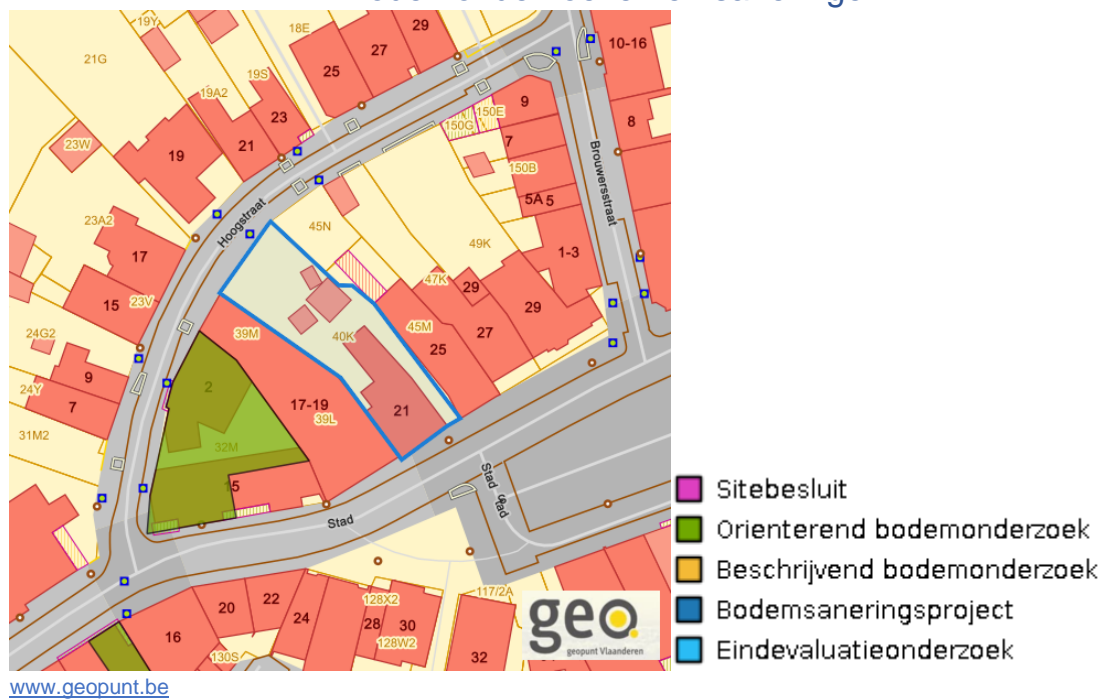 19Y
18E
29
27
10-16
21G
25
19S
19A2
23
9
150E
150G
8
23W
21
7
19
150B
Brouwersstraat
5A 5
23A2
Hoogstraat
45N
49K
17
1-3
47K
29
15
23V
29
24G2
39M
40K
45M
27
25
9
2
24Y
7
17-19
21
39L
31M2
32M
15
Stad
Stad
Stad
Sitebesluit
Orienterend bodemonderzoek
Beschrijvend bodemonderzoek
Bodemsaneringsproject
Eindevaluatieonderzoek
117/2A
22
128X2
20
24
28
30
16
128W2
130S
32
geo.
geopunt Vlaanderen
www.geopunt.be